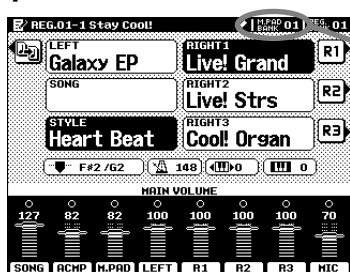 REG.01-1 Stay Cool! M.PAD BANK 01 REG. 01
LEFT
Galaxy EP
RIGHT1
Live! Grand
R1
SONG
RIGHT2
Live! Strs
R2
STYLE
Heart Beat
RIGHT3
Cool! Organ
R3
F#2/G2 148 0 0
MAIN VOLUME
127 82 82 100 100 100 100 70
SONG ACMP M.PAD LEFT R1 R2 R3 MIC